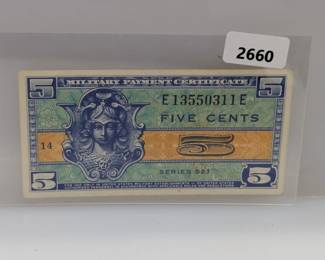 2660
MILITARY PAYMENT CERTIFICATE
5 5
E13550311E
FIVE CENTS
14
5
SERIES 521
5 5